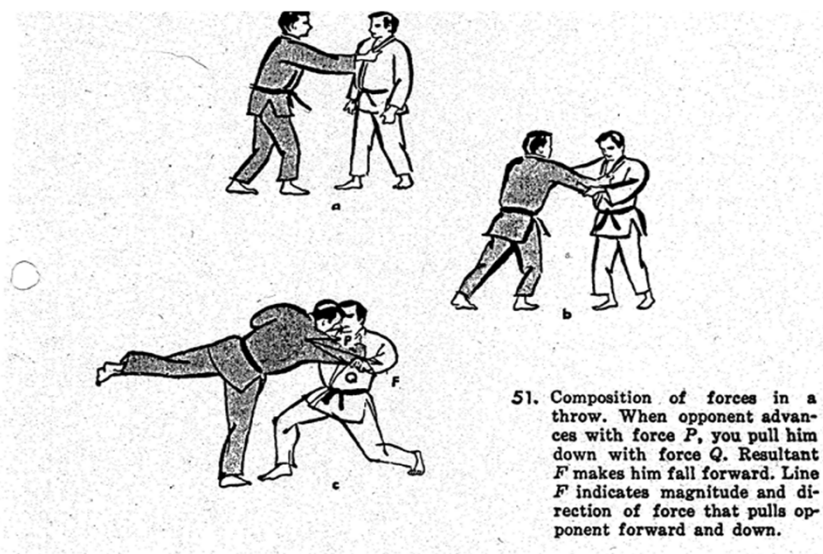 a
b
P
Q
F
c
51. Composition of forces in a
throw. When opponent advan-
ces with force P, you pull him
down with force Q. Resultant
F makes him fall forward. Line
F indicates magnitude and di-
rection of force that pulls op-
ponent forward and down.